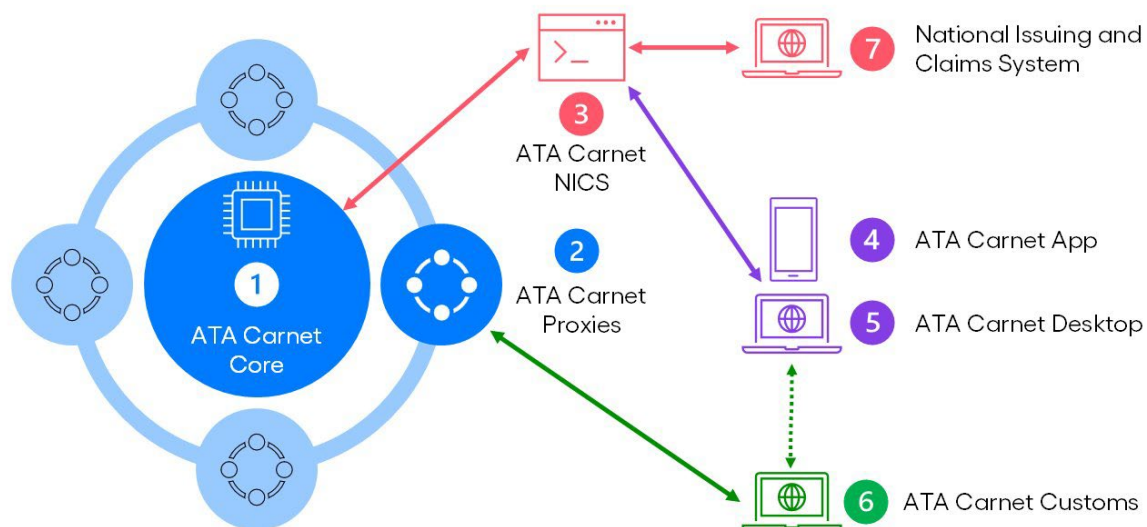 1
ATA Carnet
Core
2
ATA Carnet
Proxies
>_
3
ATA Carnet
NICS
7
National Issuing and
Claims System
4
ATA Carnet App
5
ATA Carnet Desktop
6
ATA Carnet Customs